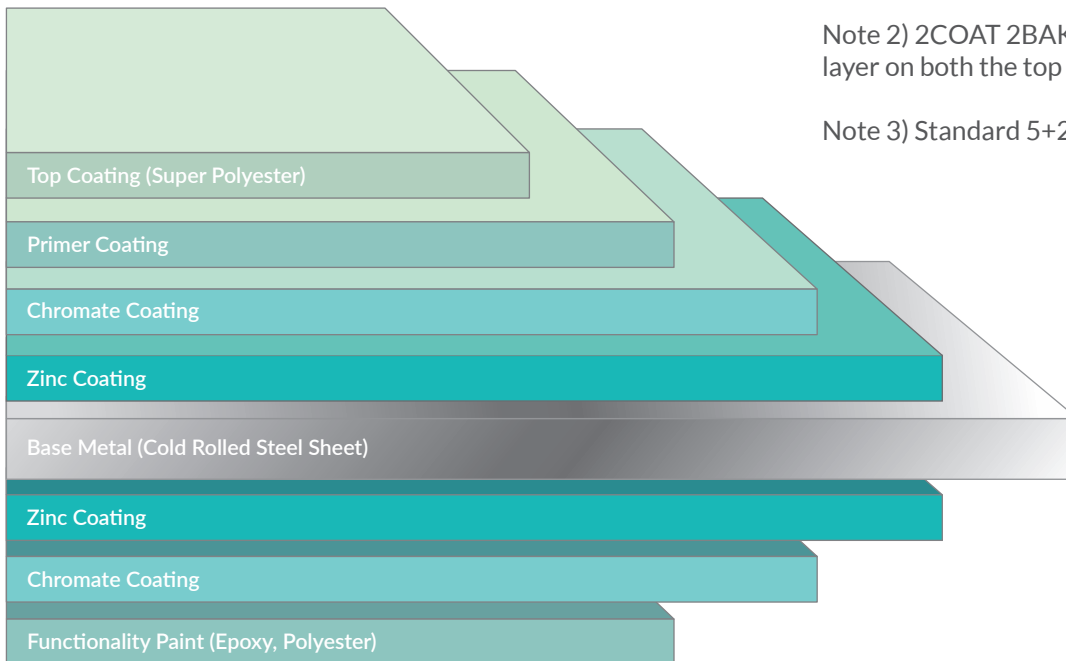 Note 2) 2COAT 2BAK
layer on both the top
Note 3) Standard 5+2
Top Coating (Super Polyester)
Primer Coating
Chromate Coating
Zinc Coating
Base Metal (Cold Rolled Steel Sheet)
Zinc Coating
Chromate Coating
Functionality Paint (Epoxy, Polyester)